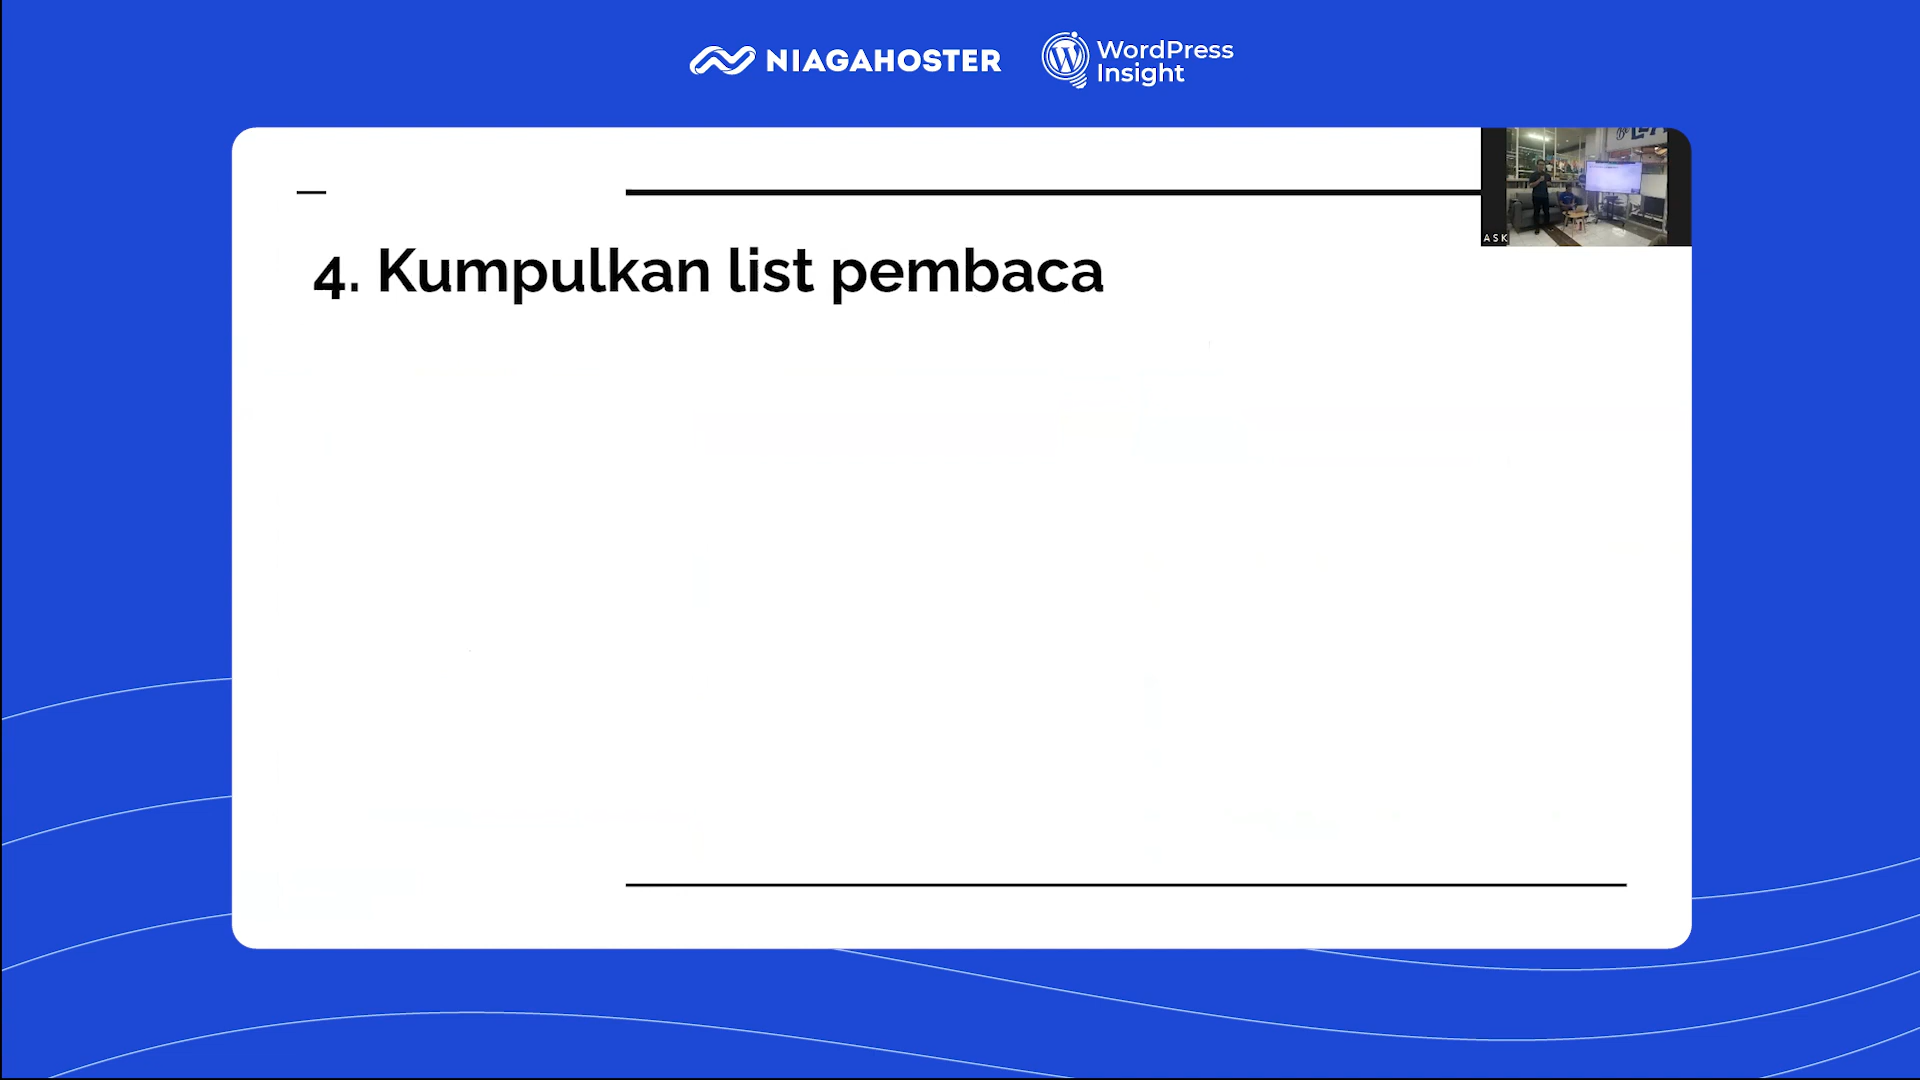 NIAGAHOSTER
WordPress
Insight
ASK
4. Kumpulkan list pembaca